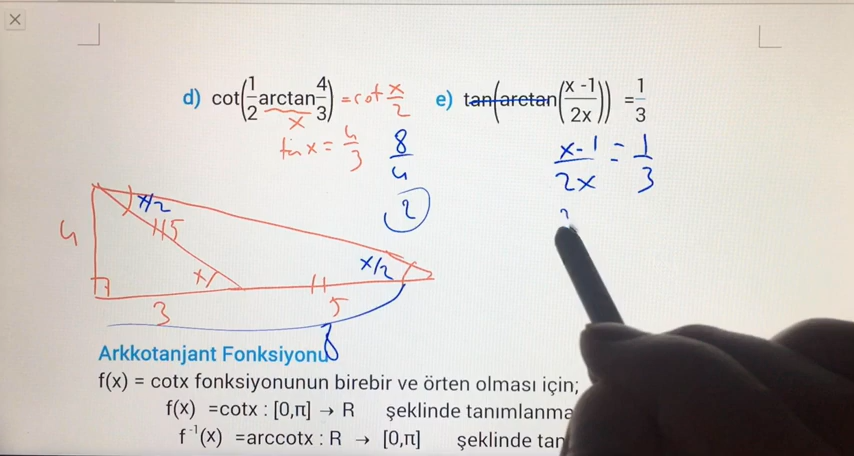 d) cot(1/2 arctan 4/3) = cot x/2
x
tan x = 4/3
8/4
2
e) tan(arctan(x-1/2x)) = 1/3
x-1/2x = 1/3
x/2
5
4
x
x/2
3
5
8
Arkkotanjant Fonksiyonu
f(x) = cotx fonksiyonunun birebir ve örten olması için;
f(x) =cotx : [0,π] → R şeklinde tanımlanma
f⁻¹(x) =arccotx : R → [0,π] şeklinde tan